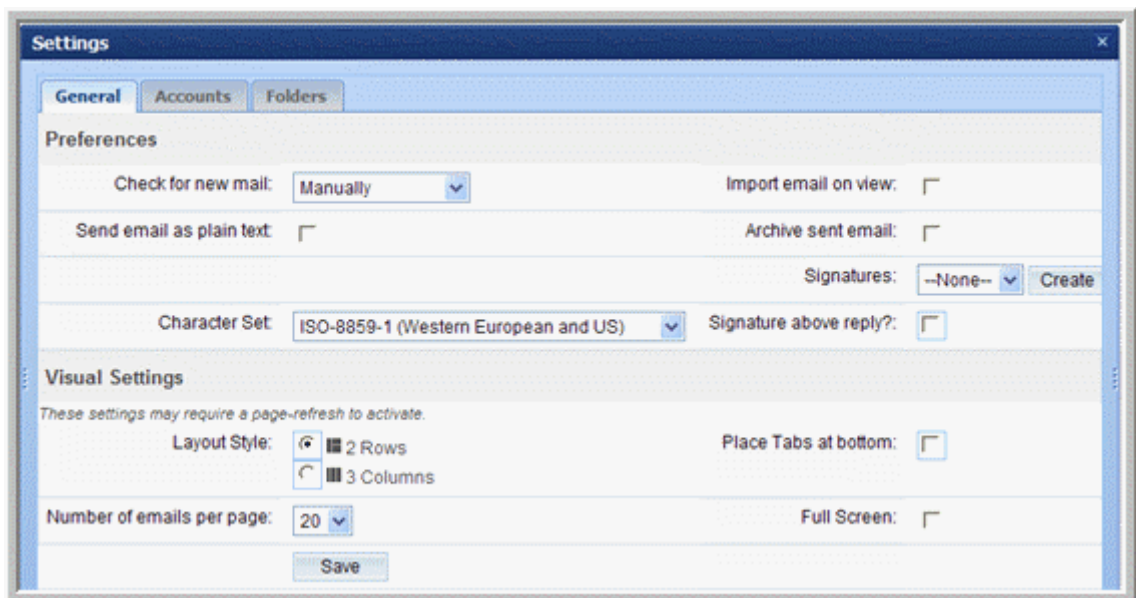 Settings
General Accounts Folders
Preferences
Check for new mail: Manually Import email on view:
Send email as plain text: Archive sent email:
Signatures: --None-- Create
Character Set: ISO-8859-1 (Western European and US) Signature above reply?:
Visual Settings
These settings may require a page-refresh to activate.
Layout Style: 2 Rows Place Tabs at bottom:
3 Columns
Number of emails per page: 20 Full Screen:
Save